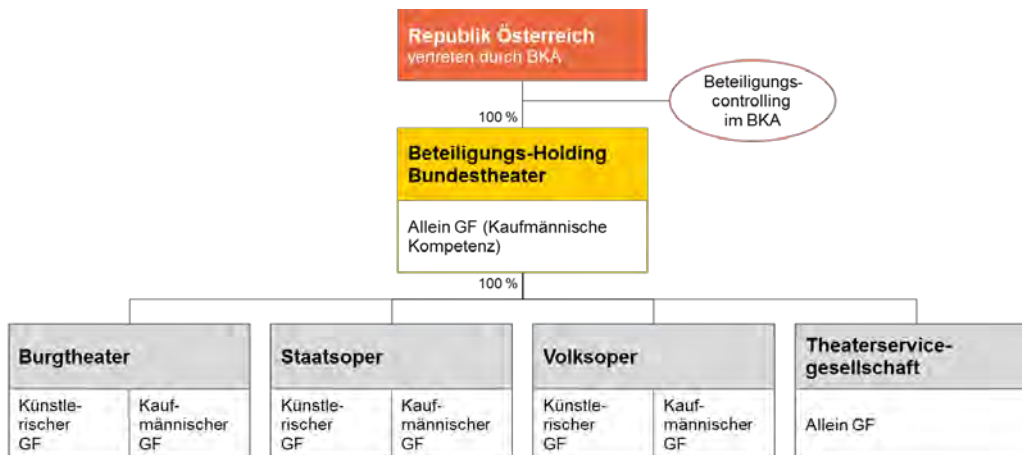 Republik Österreich
vertreten durch BKA
Beteiligungs-
controlling
im BKA
100 %
Beteiligungs-Holding
Bundestheater
Allein GF (Kaufmännische
Kompetenz)
100 %
Burgtheater
Künstle-
rischer
GF
Kauf-
männischer
GF
Staatsoper
Künstle-
rischer
GF
Kauf-
männischer
GF
Volksoper
Künstle-
rischer
GF
Kauf-
männischer
GF
Theaterservice-
gesellschaft
Allein GF